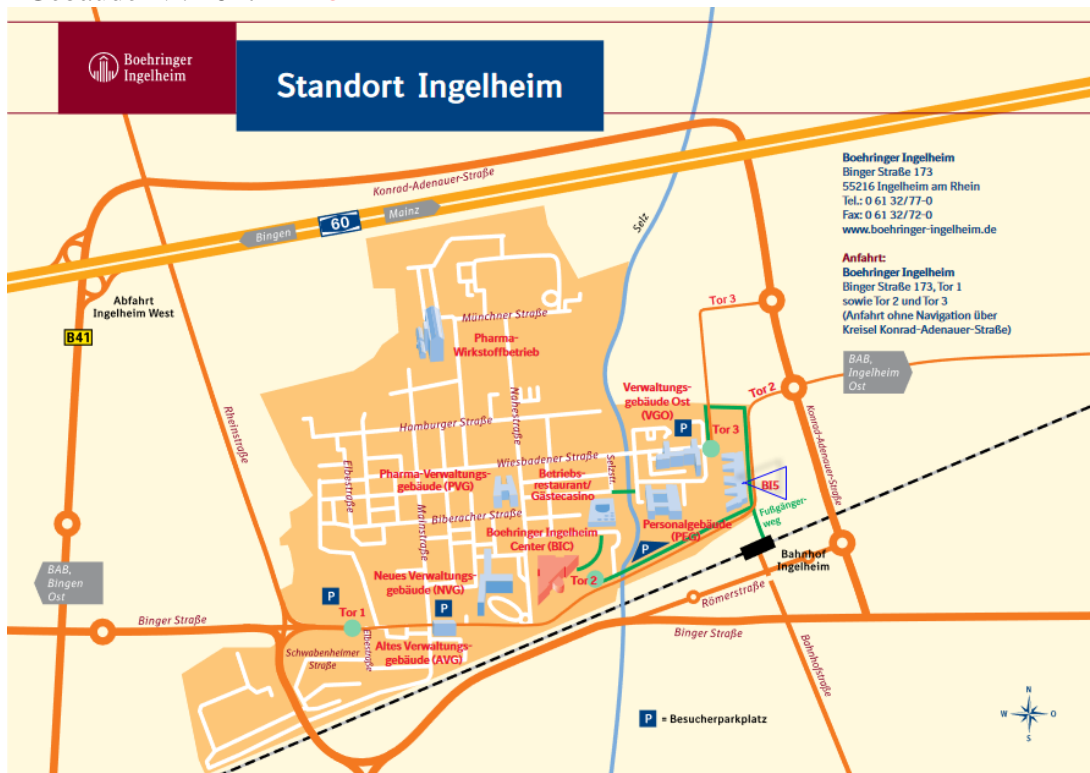 Boehringer
Ingelheim
Standort Ingelheim
Konrad-Adenauer-Straße
Mainz
60
Bingen
Selz
Boehringer Ingelheim
Binger Straße 173
55216 Ingelheim am Rhein
Tel.: 0 61 32/77-0
Fax: 0 61 32/72-0
www.boehringer-ingelheim.de
Anfahrt:
Boehringer Ingelheim
Binger Straße 173, Tor 1
sowie Tor 2 und Tor 3
(Anfahrt ohne Navigation über
Kreisel Konrad-Adenauer-Straße)
Abfahrt
Ingelheim West
B41
Tor 3
Münchner Straße
Pharma-
Wirkstoffbetrieb
BAB,
Ingelheim
Ost
Tor 2
Verwaltungs-
gebäude Ost
(VGO)
P
Tor 3
Konrad-Adenauer-Straße
Rheinstraße
Nahestraße
Hamburger Straße
Wiesbadener Straße
Selzstr.
Elbestraße
Pharma-Verwaltungs-
gebäude (PVG)
Betriebs-
restaurant/
Gästecasino
BI5
Mainstraße
Biberacher Straße
Fußgänger-
weg
Personalgebäude
(PEG)
Boehringer Ingelheim
Center (BIC)
P
Bahnhof
Ingelheim
BAB,
Bingen
Ost
Neues Verwaltungs-
gebäude (NVG)
Tor 2
Römerstraße
P
P
Tor 1
Binger Straße
Binger Straße
Elbestraße
Altes Verwaltungs-
gebäude (AVG)
Schwabenheimer
Straße
Bahnhofstraße
P = Besucherparkplatz
N
W
O
S